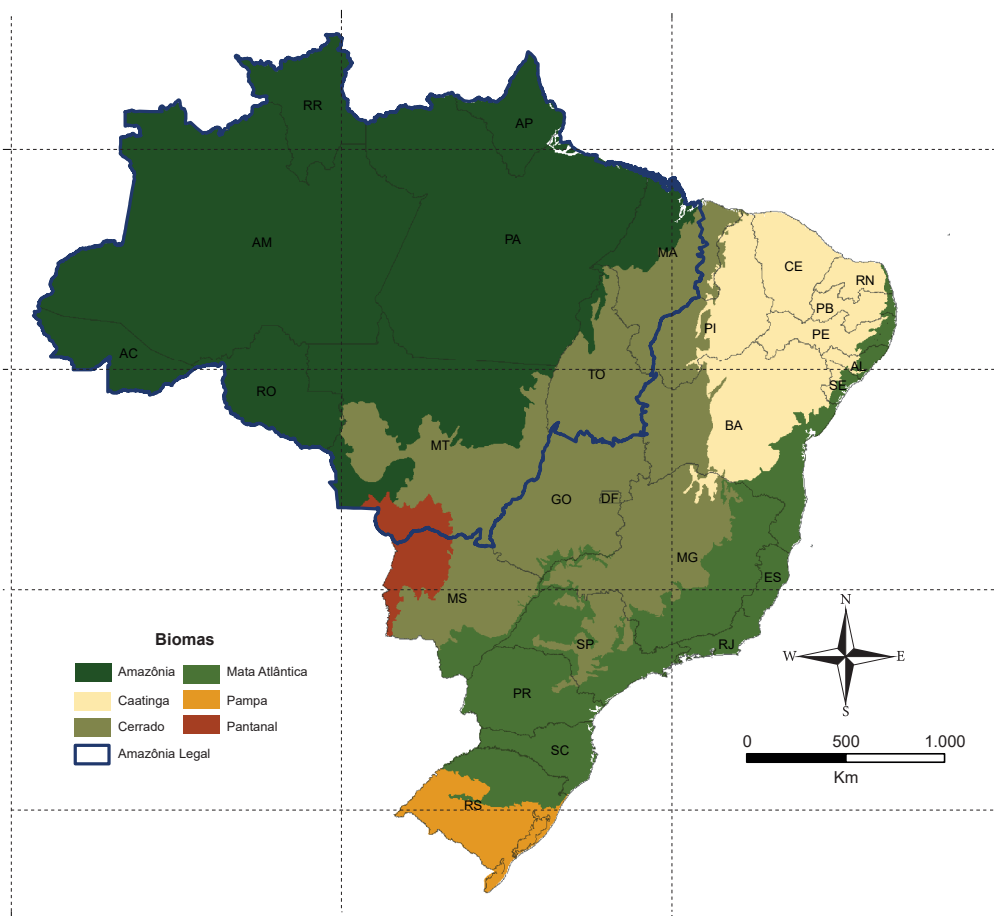 RR
AP
AM
PA
MA
CE
RN
PB
PI
PE
AC
AL
TO
SE
RO
BA
MT
GO
DF
MG
ES
MS
N
SP
RJ
W
E
S
PR
SC
RS
Biomas
Amazônia
Mata Atlântica
Caatinga
Pampa
Cerrado
Pantanal
Amazônia Legal
0 500 1.000
Km